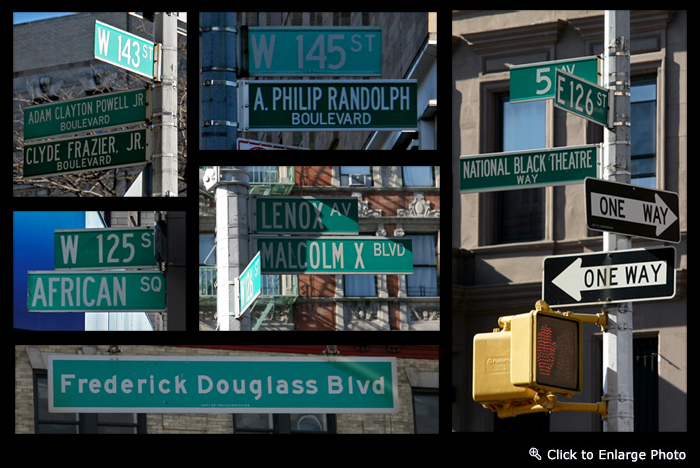 W 143 ST
ADAM CLAYTON POWELL JR
BOULEVARD
CLYDE FRAZIER, JR.
BOULEVARD
W 145 ST
A. PHILIP RANDOLPH
BOULEVARD
5 AV
E 126 ST
NATIONAL BLACK THEATRE
WAY
ONE WAY
ONE WAY
W 125 ST
AFRICAN SQ
LENOX AV
MALCOLM X BLVD
Frederick Douglass Blvd
Click to Enlarge Photo